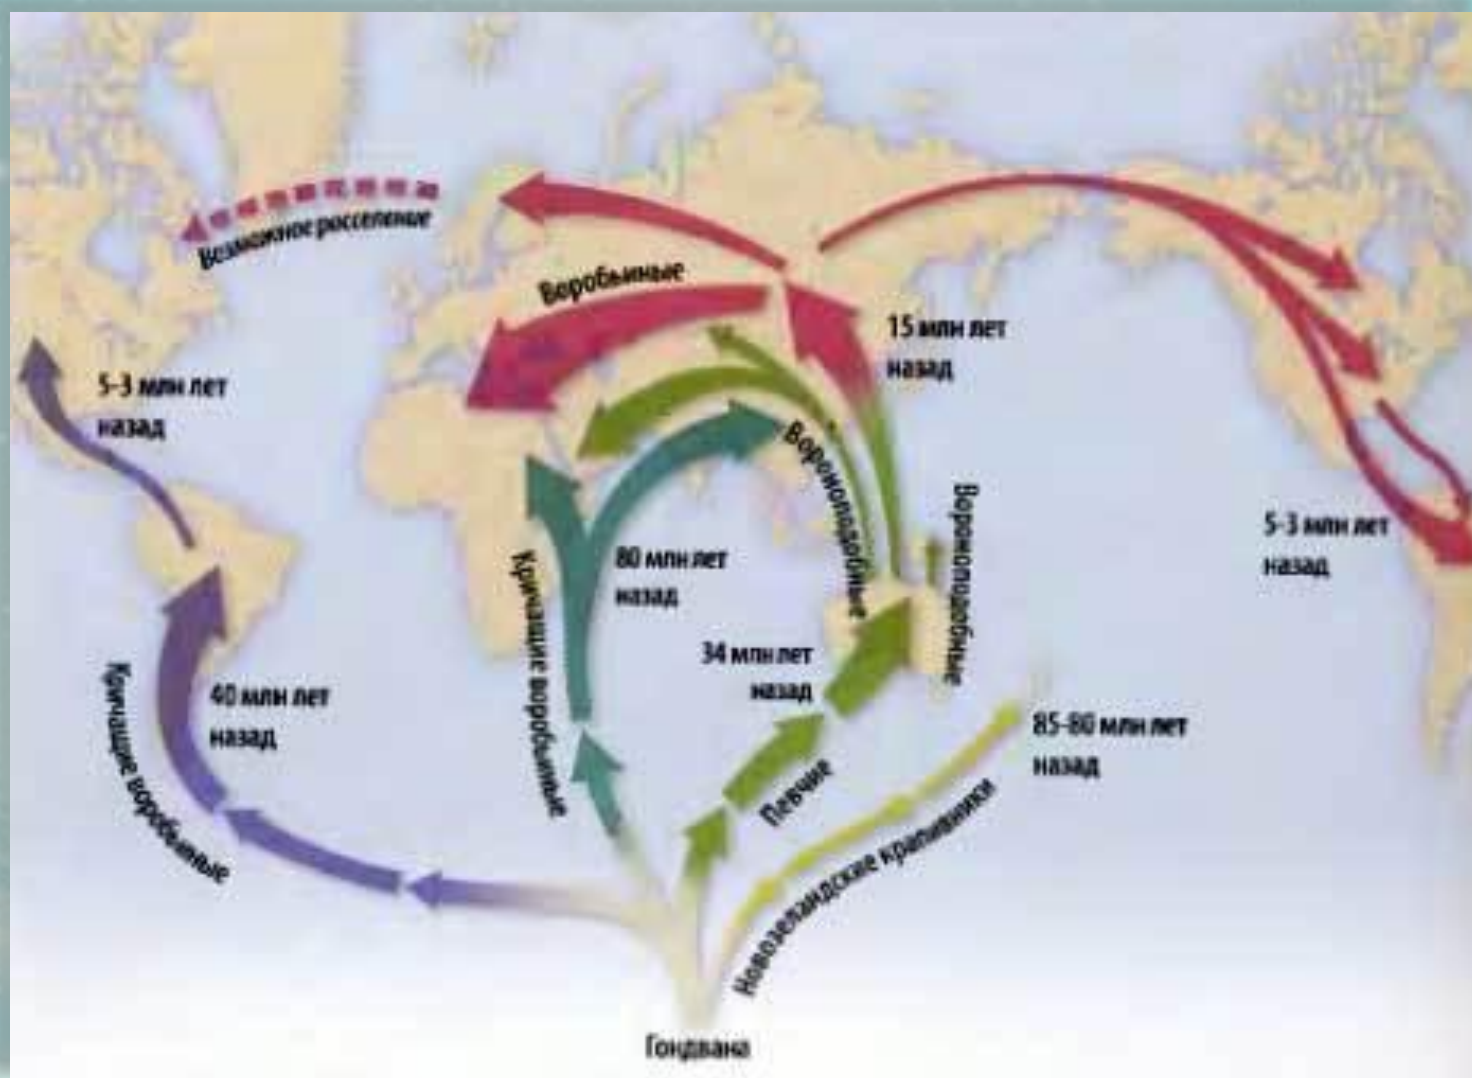 Возможное росселение
Воробьиные
15 млн лет
назад
5-3 млн лет
назад
Вороноподобные
Вороноподобные
5-3 млн лет
назад
80 млн лет
назад
Кричащие воробьиные
34 млн лет
назад
Кричащие воробьиные
40 млн лет
назад
85-80 млн лет
назад
Певчие
Новозеландские крапивники
Гондвана